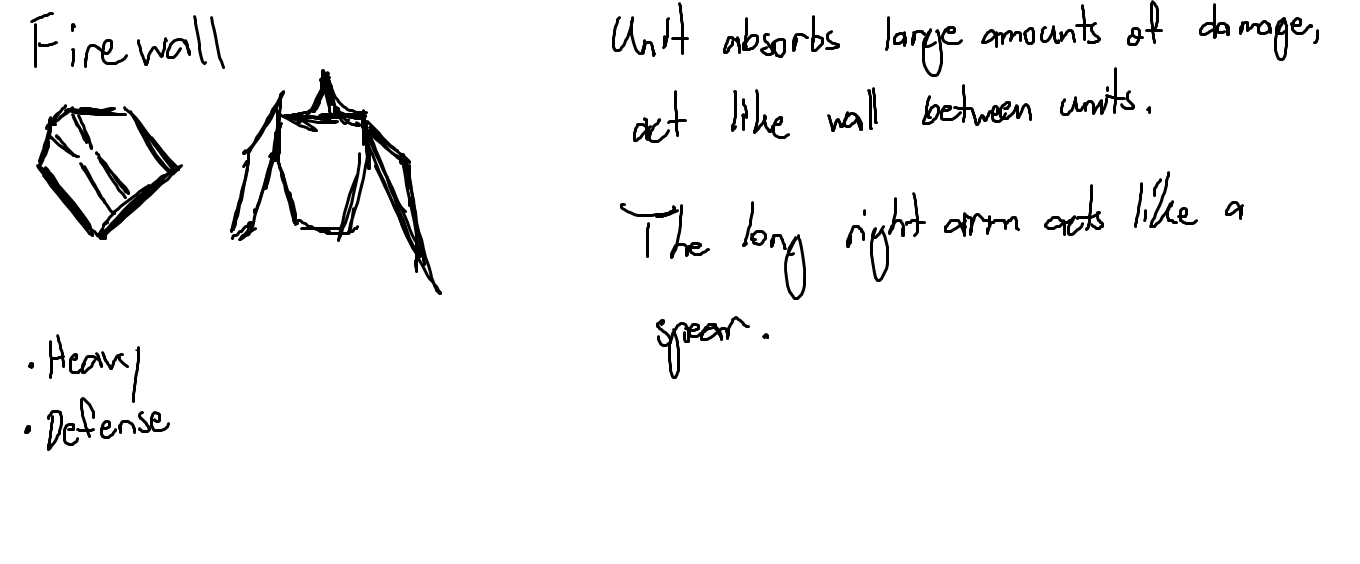 Firewall
Unit absorbs large amounts of damage,
act like wall between units.
The long right arm acts like a
spear.
• Heavy
• Defense